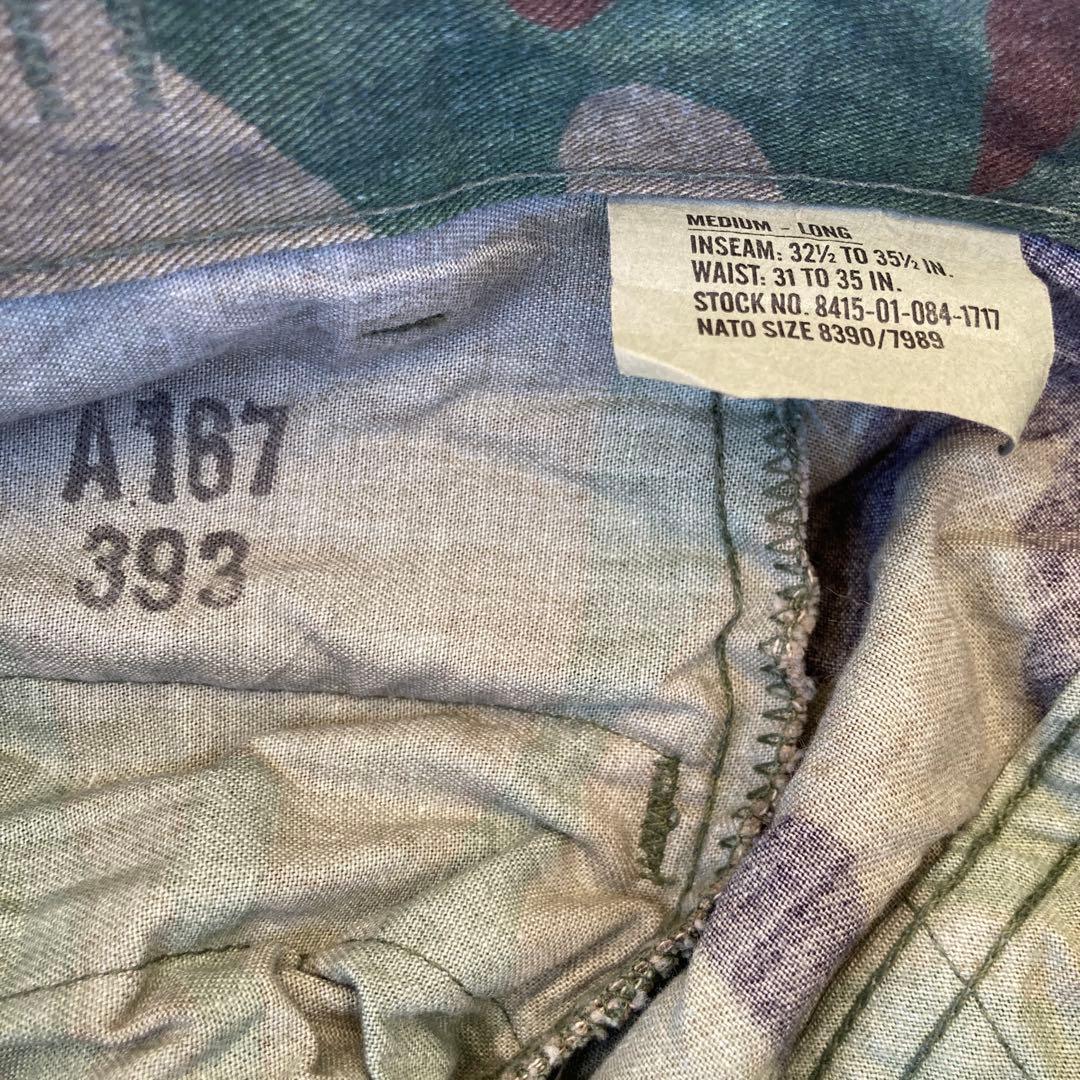 MEDIUM - LONG
INSEAM: 32½ TO 35½ IN.
WAIST: 31 TO 35 IN.
STOCK NO. 8415-01-084-1717
NATO SIZE 8390/7989
A.167
393